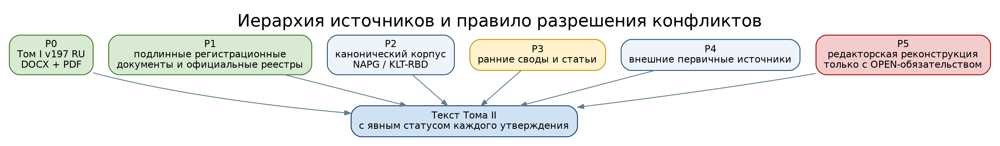 Иерархия источников и правило разрешения конфликтов
P0
Том I v197 RU
DOCX + PDF
P1
подлинные регистрационные
документы и официальные реестры
P2
канонический корпус
NAPG / KLT-RBD
P3
ранние своды и статьи
P4
внешние первичные источники
P5
редакторская реконструкция
только с OPEN-обязательством
Текст Тома II
с явным статусом каждого утверждения